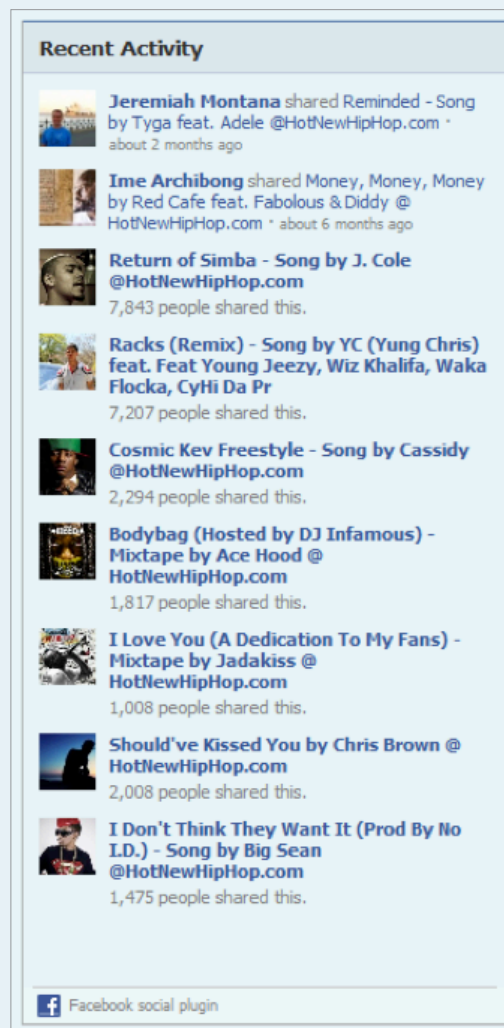 Recent Activity
Jeremiah Montana shared Reminded - Song
by Tyga feat. Adele @HotNewHipHop.com ·
about 2 months ago
Ime Archibong shared Money, Money, Money
by Red Cafe feat. Fabolous & Diddy @
HotNewHipHop.com · about 6 months ago
Return of Simba - Song by J. Cole
@HotNewHipHop.com
7,843 people shared this.
Racks (Remix) - Song by YC (Yung Chris)
feat. Feat Young Jeezy, Wiz Khalifa, Waka
Flocka, CyHi Da Pr
7,207 people shared this.
Cosmic Kev Freestyle - Song by Cassidy
@HotNewHipHop.com
2,294 people shared this.
Bodybag (Hosted by DJ Infamous) -
Mixtape by Ace Hood @
HotNewHipHop.com
1,817 people shared this.
I Love You (A Dedication To My Fans) -
Mixtape by Jadakiss @
HotNewHipHop.com
1,008 people shared this.
Should've Kissed You by Chris Brown @
HotNewHipHop.com
2,008 people shared this.
I Don't Think They Want It (Prod By No
I.D.) - Song by Big Sean
@HotNewHipHop.com
1,475 people shared this.
Facebook social plugin